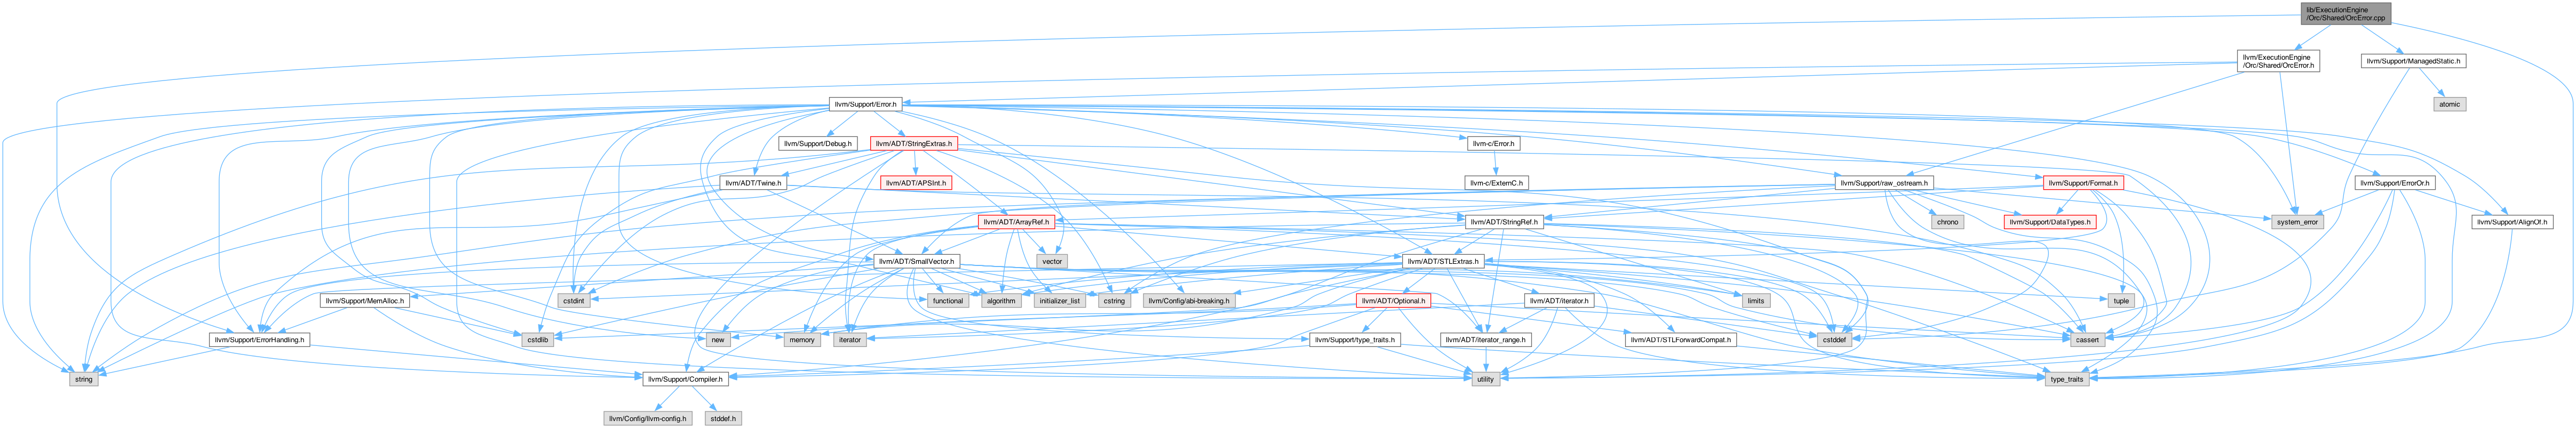 lib/ExecutionEngine
/Orc/Shared/OrcError.cpp
llvm/ExecutionEngine
/Orc/Shared/OrcError.h
llvm/Support/ManagedStatic.h
llvm/Support/Error.h
atomic
llvm/Support/Debug.h
llvm/ADT/StringExtras.h
llvm-c/Error.h
llvm/ADT/Twine.h
llvm/ADT/APSInt.h
llvm-c/ExternC.h
llvm/Support/raw_ostream.h
llvm/Support/Format.h
llvm/Support/ErrorOr.h
llvm/ADT/ArrayRef.h
llvm/ADT/StringRef.h
chrono
llvm/Support/DataTypes.h
system_error
llvm/Support/AlignOf.h
llvm/ADT/SmallVector.h
vector
llvm/ADT/STLExtras.h
llvm/Support/MemAlloc.h
cstdint
functional
algorithm
initializer_list
cstring
llvm/Config/abi-breaking.h
llvm/ADT/Optional.h
llvm/ADT/iterator.h
limits
tuple
llvm/Support/ErrorHandling.h
cstdlib
new
memory
iterator
llvm/Support/type_traits.h
llvm/ADT/iterator_range.h
llvm/ADT/STLForwardCompat.h
cstddef
cassert
string
llvm/Support/Compiler.h
utility
type_traits
llvm/Config/llvm-config.h
stddef.h